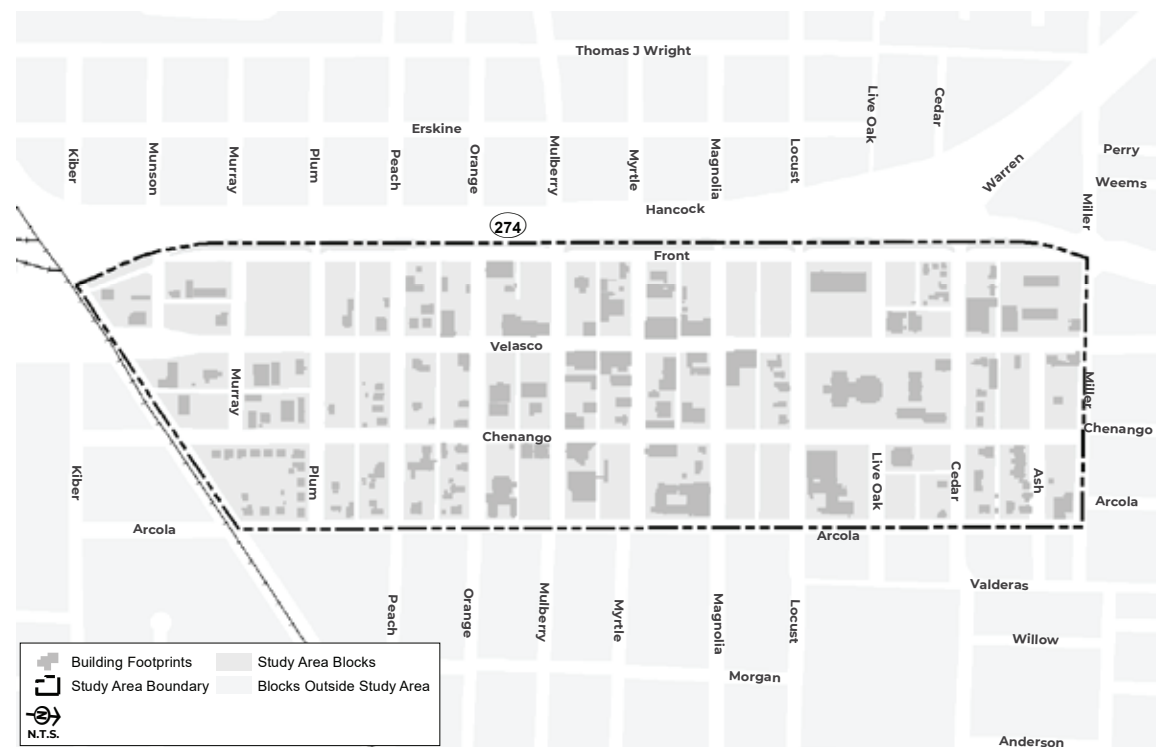 Thomas J Wright
Live Oak
Cedar
Erskine
Kiber
Munson
Murray
Plum
Peach
Orange
Mulberry
Myrtle
Magnolia
Locust
Warren
Perry
Weems
Miller
Hancock
274
Front
Velasco
Murray
Miller
Chenango
Chenango
Kiber
Plum
Live Oak
Cedar
Ash
Arcola
Arcola
Arcola
Peach
Orange
Mulberry
Myrtle
Magnolia
Locust
Valderas
Willow
Morgan
Anderson
Building Footprints
Study Area Blocks
Study Area Boundary
Blocks Outside Study Area
N
N.T.S.